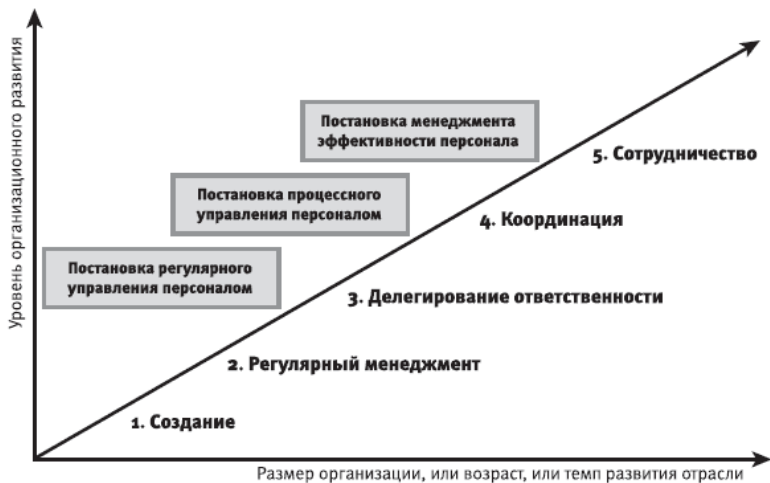 Уровень организационного развития
Постановка менеджмента
эффективности персонала
5. Сотрудничество
Постановка процессного
управления персоналом
4. Координация
Постановка регулярного
управления персоналом
3. Делегирование ответственности
2. Регулярный менеджмент
1. Создание
Размер организации, или возраст, или темп развития отрасли